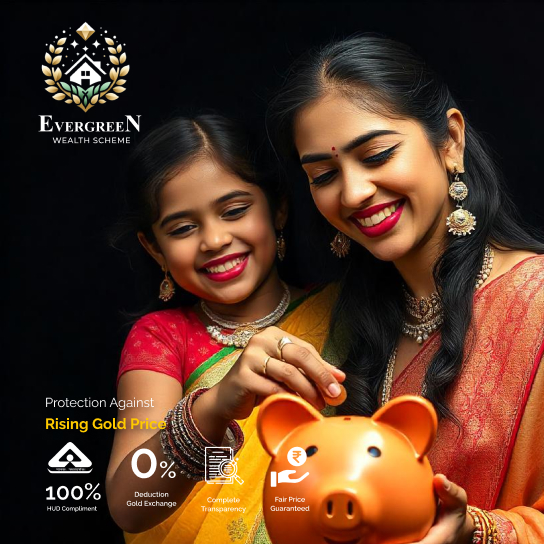 EVERGREEN
WEALTH SCHEME
Protection Against
Rising Gold Price
100%
HUD Compliment
0%
Deduction
Gold Exchange
Complete
Transparency
₹
Fair Price
Guaranteed